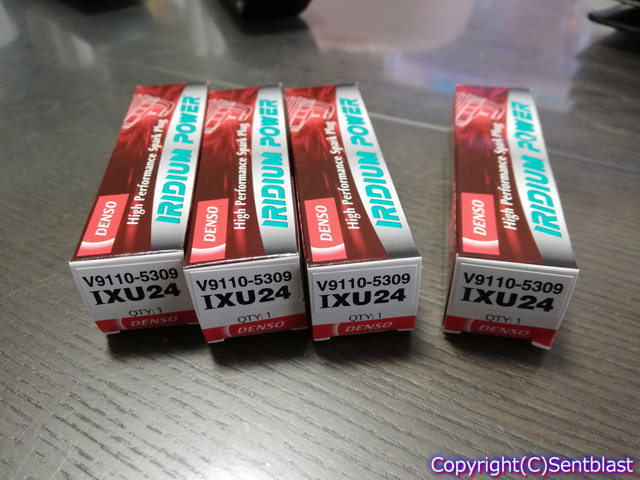 IRIDIUM POWER
High Performance Spark Plug
DENSO
V9110-5309
IXU24
QTY: 1
DENSO
IRIDIUM POWER
High Performance Spark Plug
DENSO
V9110-5309
IXU24
QTY: 1
DENSO
IRIDIUM POWER
High Performance Spark Plug
DENSO
V9110-5309
IXU24
QTY: 1
DENSO
IRIDIUM POWER
High Performance Spark Plug
DENSO
V9110-5309
IXU24
QTY: 1
DENSO
Copyright(C)Sentblast